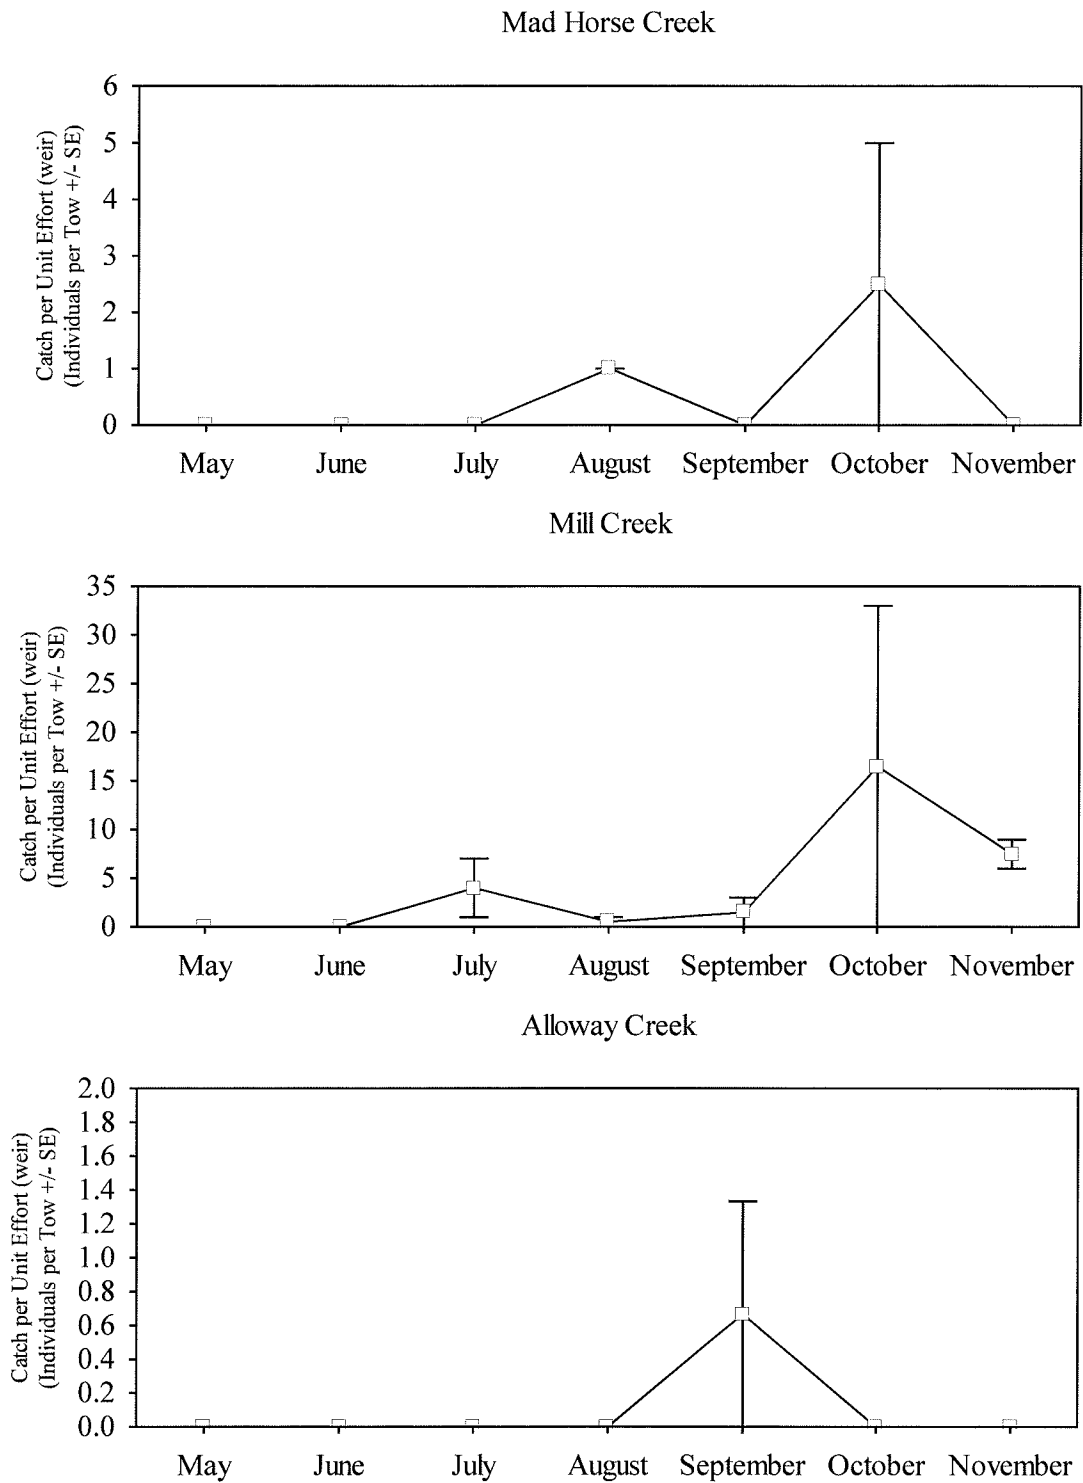 Mad Horse Creek
Catch per Unit Effort (weir)
(Individuals per Tow +/- SE)
6
5
4
3
2
1
0
May June July August September October November
Mill Creek
Catch per Unit Effort (weir)
(Individuals per Tow +/- SE)
35
30
25
20
15
10
5
0
May June July August September October November
Alloway Creek
Catch per Unit Effort (weir)
(Individuals per Tow +/- SE)
2.0
1.8
1.6
1.4
1.2
1.0
0.8
0.6
0.4
0.2
0.0
May June July August September October November